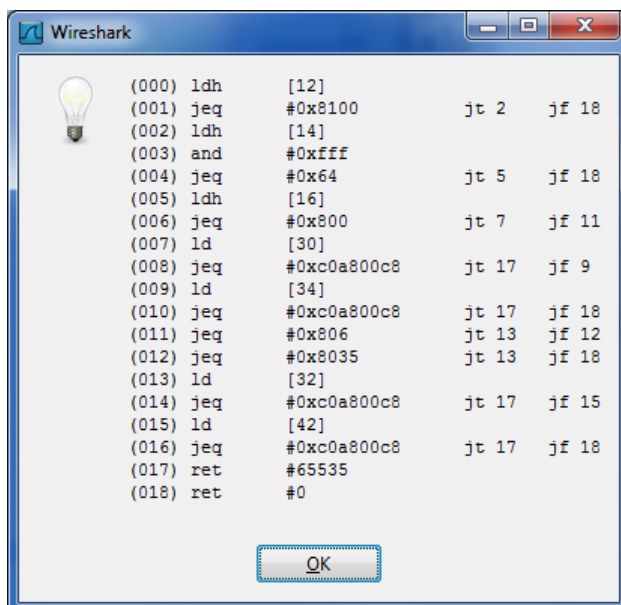 Wireshark
(000) ldh [12]
(001) jeq #0x8100 jt 2 jf 18
(002) ldh [14]
(003) and #0xfff
(004) jeq #0x64 jt 5 jf 18
(005) ldh [16]
(006) jeq #0x800 jt 7 jf 11
(007) ld [30]
(008) jeq #0xc0a800c8 jt 17 jf 9
(009) ld [34]
(010) jeq #0xc0a800c8 jt 17 jf 18
(011) jeq #0x806 jt 13 jf 12
(012) jeq #0x8035 jt 13 jf 18
(013) ld [32]
(014) jeq #0xc0a800c8 jt 17 jf 15
(015) ld [42]
(016) jeq #0xc0a800c8 jt 17 jf 18
(017) ret #65535
(018) ret #0
OK